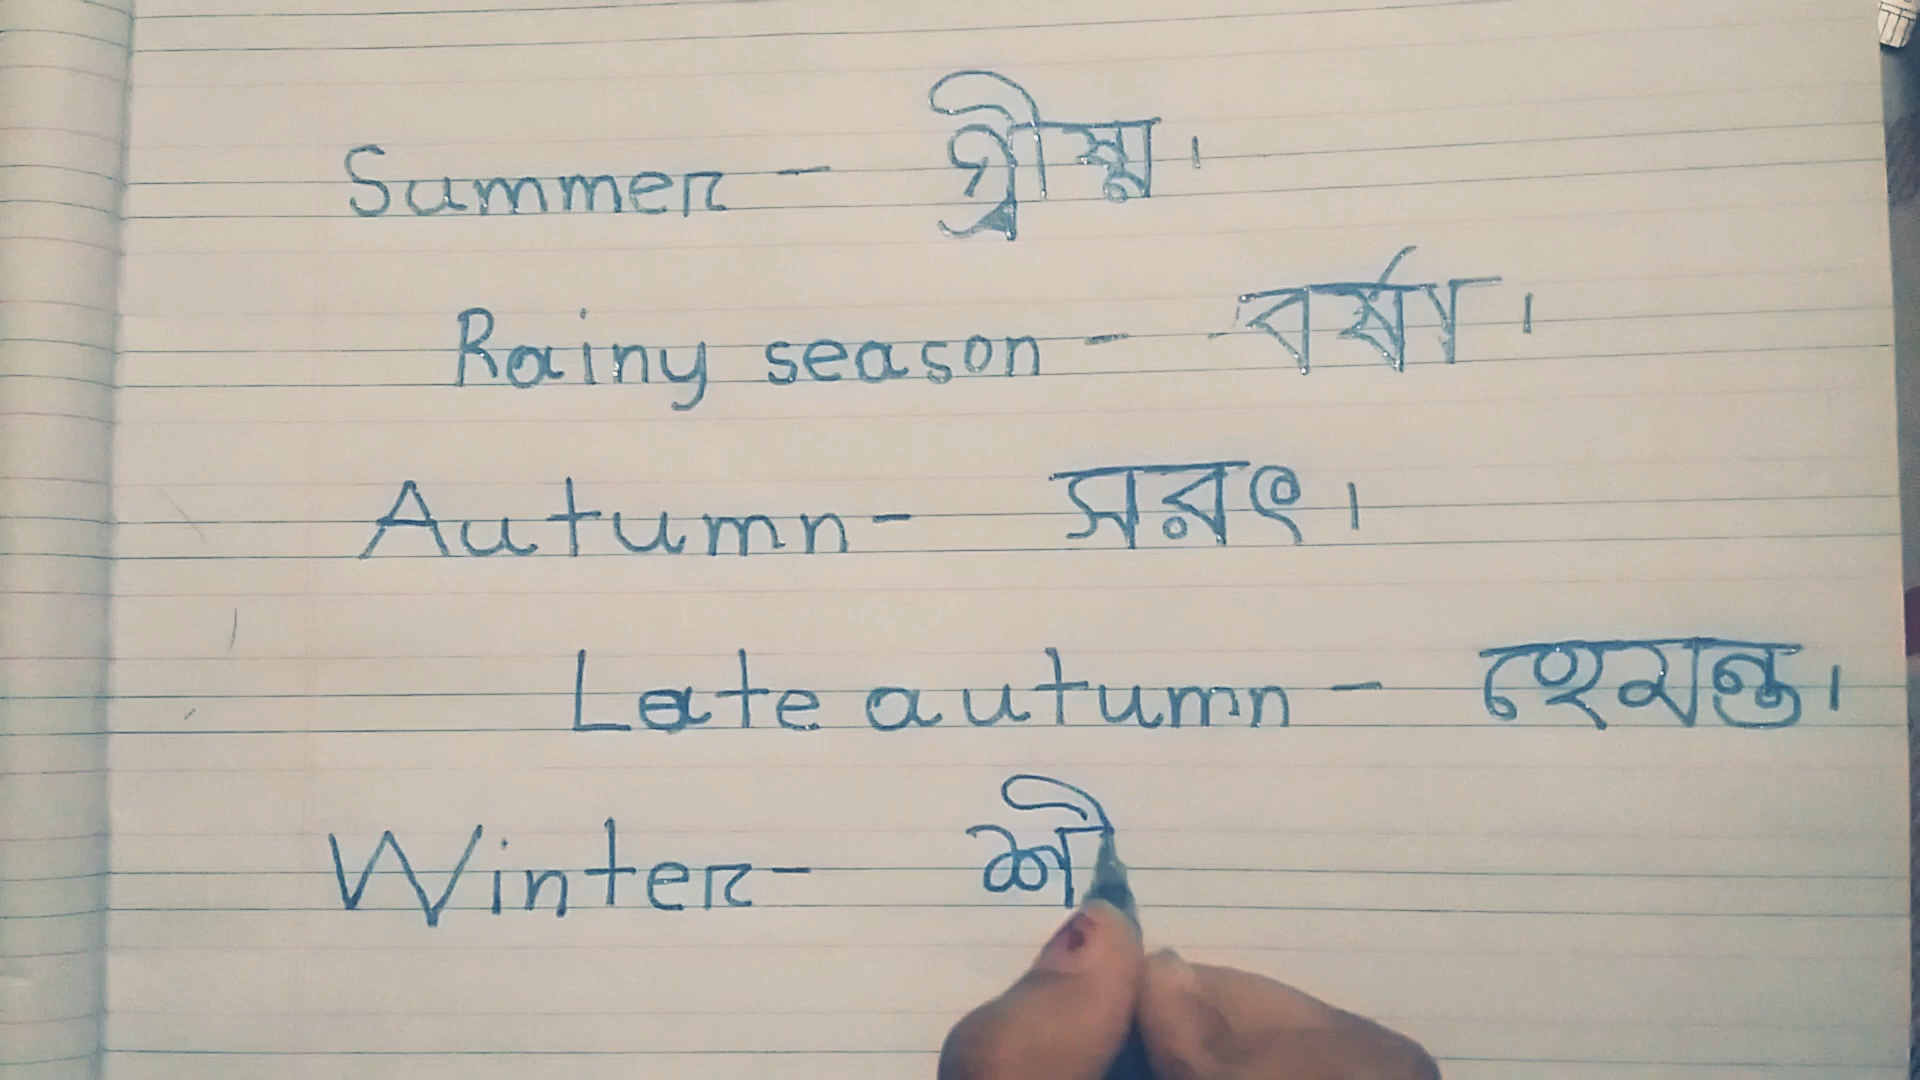 Summer - গ্রীষ্ম।
Rainy season - বর্ষা।
Autumn - সরৎ।
Late autumn - হেমন্ত।
Winter - শী